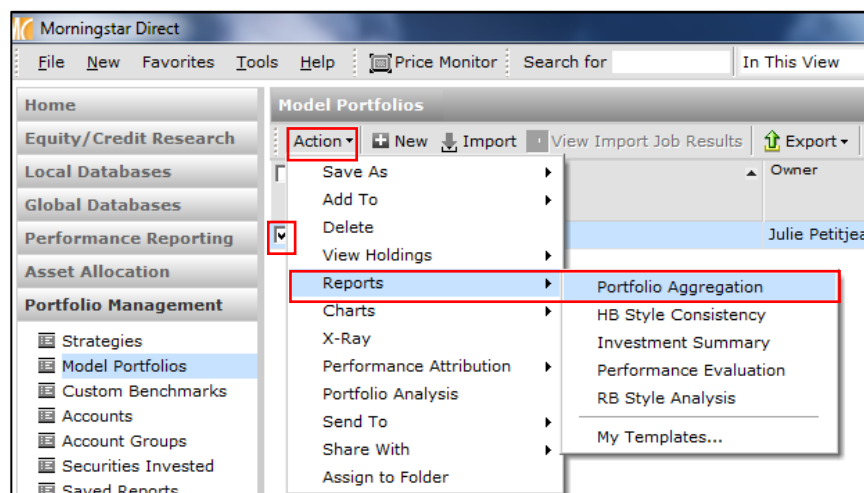 Morningstar Direct
File New Favorites Tools Help Price Monitor Search for In This View
Home
Equity/Credit Research
Local Databases
Global Databases
Performance Reporting
Asset Allocation
Portfolio Management
Strategies
Model Portfolios
Custom Benchmarks
Accounts
Account Groups
Securities Invested
Saved Reports
Model Portfolios
Action New Import View Import Job Results Export
Owner
Julie Petitjea
Save As
Add To
Delete
View Holdings
Reports
Charts
X-Ray
Performance Attribution
Portfolio Analysis
Send To
Share With
Assign to Folder
Portfolio Aggregation
HB Style Consistency
Investment Summary
Performance Evaluation
RB Style Analysis
My Templates...